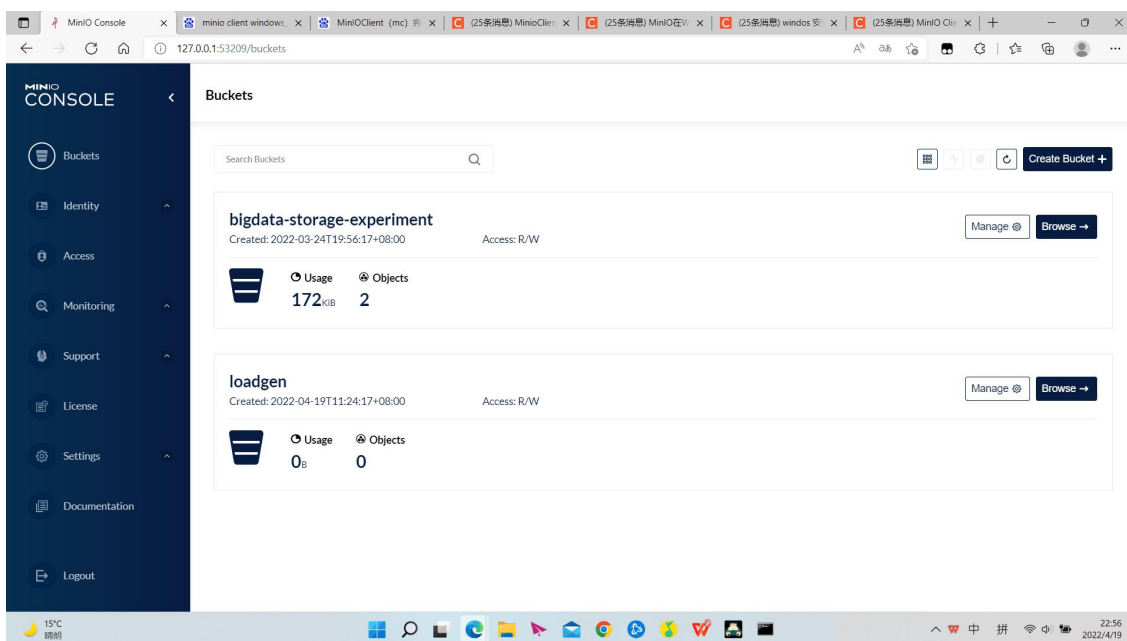 MinIO Console
minio client windows_
MinIOClient (mc)
(25条消息) MinioClien
(25条消息) MinIO在W
(25条消息) windos 安
(25条消息) MinIO Clie
127.0.0.1:53209/buckets
MINIO
CONSOLE
Buckets
Buckets
Identity
Access
Monitoring
Support
License
Settings
Documentation
Logout
Search Buckets
Create Bucket +
bigdata-storage-experiment
Created: 2022-03-24T19:56:17+08:00 Access: R/W
Manage
Browse →
Usage Objects
172KiB 2
loadgen
Created: 2022-04-19T11:24:17+08:00 Access: R/W
Manage
Browse →
Usage Objects
0B 0
15°C
晴朗
中 拼
22:56
2022/4/19